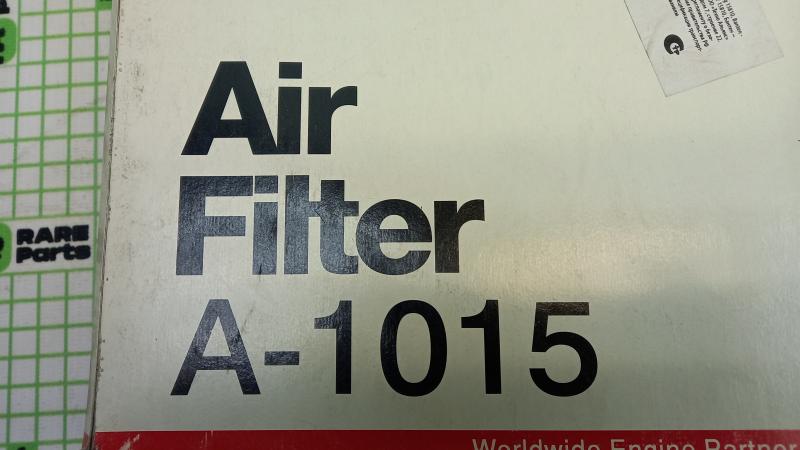 Air
Filter
A-1015
Worldwide Engine Partner
RARE
Parts